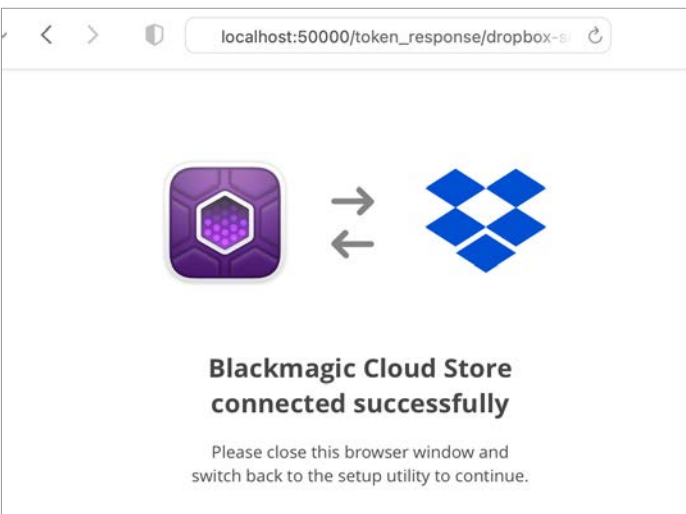 localhost:50000/token_response/dropbox-s
Blackmagic Cloud Store
connected successfully
Please close this browser window and
switch back to the setup utility to continue.